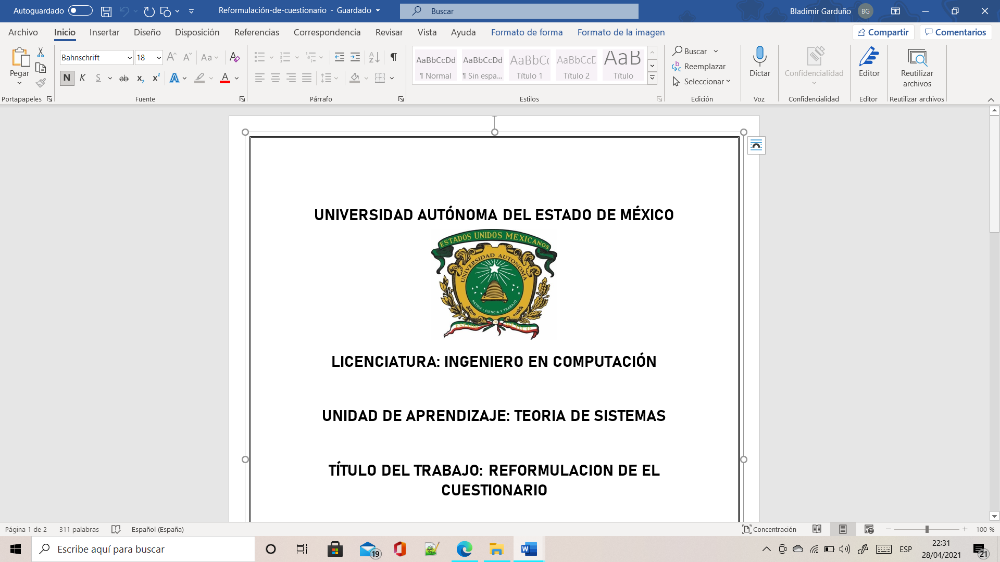 Autoguardado
Reformulación-de-cuestionario - Guardado
Buscar
Bladimir Garduño
BG
Archivo Inicio Insertar Diseño Disposición Referencias Correspondencia Revisar Vista Ayuda Formato de forma Formato de la imagen
Compartir
Comentarios
Pegar
Portapapeles
Bahnschrift 18
Aa
N K S ab x₂ x² A A
Fuente
Párrafo
AaBbCcDd AaBbCcDd AaBbCc AaBbCcD AaB
¶ Normal ¶ Sin espa... Título 1 Título 2 Título
Estilos
Buscar
Reemplazar
Seleccionar
Edición
Dictar
Voz
Confidencialidad
Confidencialidad
Editor
Editor
Reutilizar
archivos
Reutilizar archivos
UNIVERSIDAD AUTÓNOMA DEL ESTADO DE MÉXICO
ESTADOS UNIDOS MEXICANOS
UNIVERSIDAD AUTONOMA
PATRIA • CIENCIA Y TRABAJO
ESTADO DE MEXICO
LICENCIATURA: INGENIERO EN COMPUTACIÓN
UNIDAD DE APRENDIZAJE: TEORIA DE SISTEMAS
TÍTULO DEL TRABAJO: REFORMULACION DE EL
CUESTIONARIO
Página 1 de 2 311 palabras Español (España)
Concentración
100 %
Escribe aquí para buscar
19
ESP
22:31
28/04/2021
21